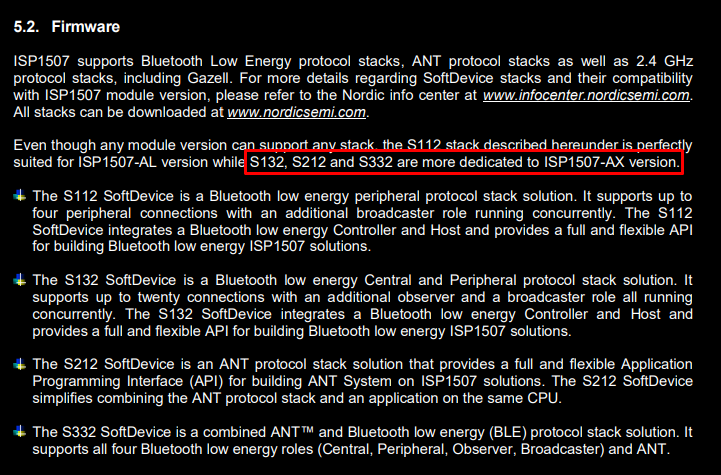 5.2. Firmware
ISP1507 supports Bluetooth Low Energy protocol stacks, ANT protocol stacks as well as 2.4 GHz
protocol stacks, including Gazell. For more details regarding SoftDevice stacks and their compatibility
with ISP1507 module version, please refer to the Nordic info center at www.infocenter.nordicsemi.com.
All stacks can be downloaded at www.nordicsemi.com.
Even though any module version can support any stack, the S112 stack described hereunder is perfectly
suited for ISP1507-AL version while S132, S212 and S332 are more dedicated to ISP1507-AX version.
The S112 SoftDevice is a Bluetooth low energy peripheral protocol stack solution. It supports up to
four peripheral connections with an additional broadcaster role running concurrently. The S112
SoftDevice integrates a Bluetooth low energy Controller and Host and provides a full and flexible API
for building Bluetooth low energy ISP1507 solutions.
The S132 SoftDevice is a Bluetooth low energy Central and Peripheral protocol stack solution. It
supports up to twenty connections with an additional observer and a broadcaster role all running
concurrently. The S132 SoftDevice integrates a Bluetooth low energy Controller and Host and
provides a full and flexible API for building Bluetooth low energy ISP1507 solutions.
The S212 SoftDevice is an ANT protocol stack solution that provides a full and flexible Application
Programming Interface (API) for building ANT System on ISP1507 solutions. The S212 SoftDevice
simplifies combining the ANT protocol stack and an application on the same CPU.
The S332 SoftDevice is a combined ANT™ and Bluetooth low energy (BLE) protocol stack solution. It
supports all four Bluetooth low energy roles (Central, Peripheral, Observer, Broadcaster) and ANT.